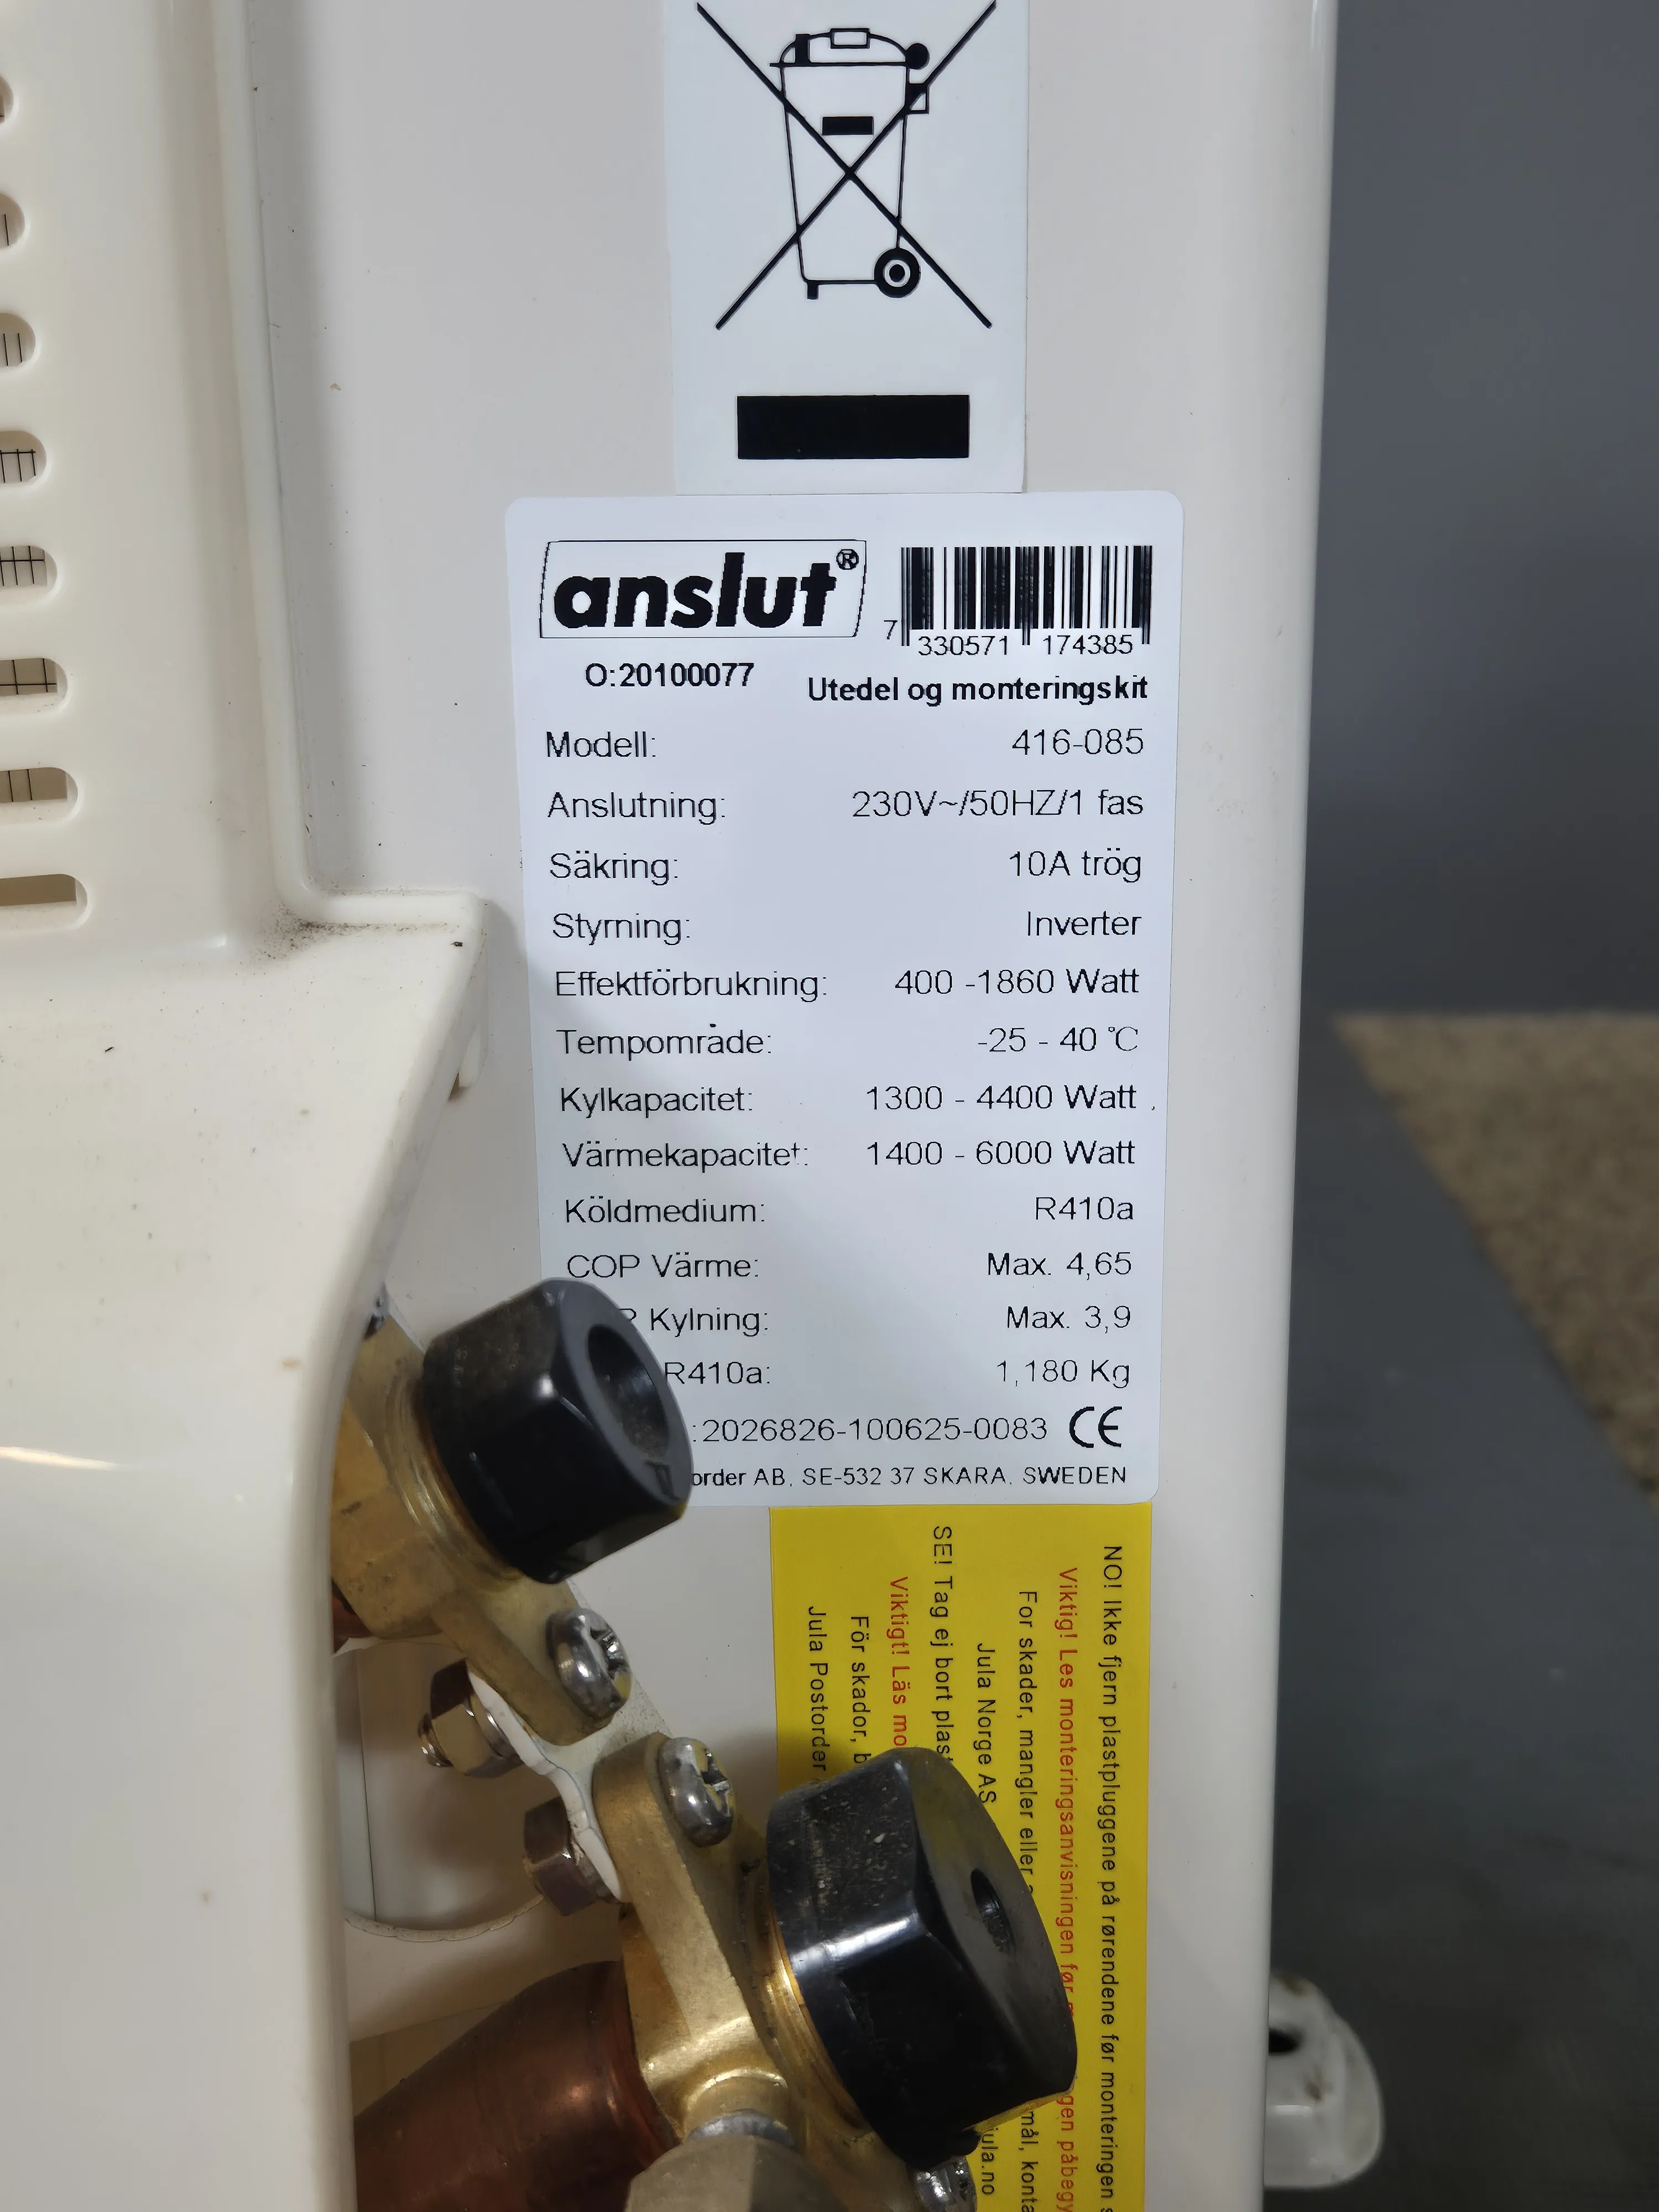 anslut®
7 330571 174385
O:20100077
Utedel og monteringskit
Modell: 416-085
Anslutning: 230V~/50HZ/1 fas
Säkring: 10A trög
Styrning: Inverter
Effektförbrukning: 400 -1860 Watt
Tempområde: -25 - 40 °C
Kylkapacitet: 1300 - 4400 Watt
Värmekapacitet: 1400 - 6000 Watt
Köldmedium: R410a
COP Värme: Max. 4,65
Kylning: Max. 3,9
R410a: 1,180 Kg
:2026826-100625-0083 CE
AB, SE-532 37 SKARA, SWEDEN
NO! Ikke fjern plastpluggene på rørendene før monteringen
Viktig! Les monteringsanvisningen før
For skader, mangler eller
Jula Norge AS
SE! Tag ej bort
Viktigt! Läs
För skador,
Jula Postorder